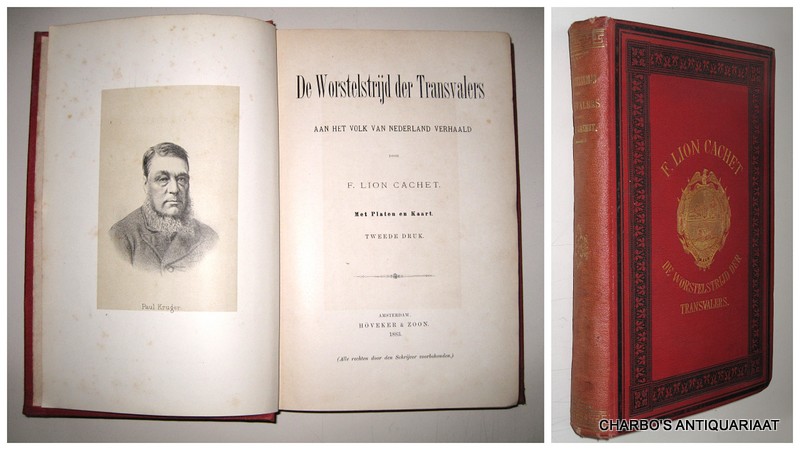 Paul Kruger.
De Worstelstrijd der Transvalers
AAN HET VOLK VAN NEDERLAND VERHAALD
DOOR
F. LION CACHET.
Met Platen en Kaart.
TWEEDE DRUK.
AMSTERDAM.
HÖVEKER & ZOON.
1883.
(Alle rechten door den Schrijver voorbehouden.)
CACHET.
F. LION CACHET
DE WORSTELSTRIJD DER
TRANSVALERS.
CHARBO'S ANTIQUARIAAT